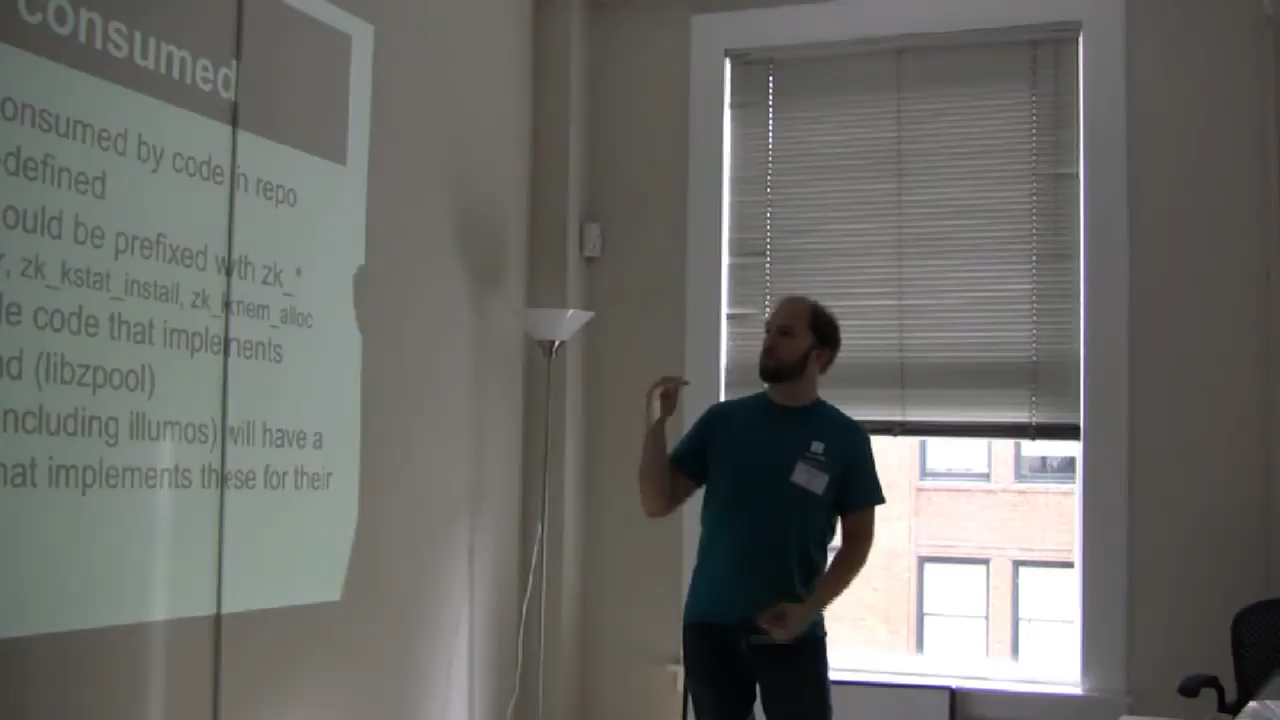 consumed
onsumed by code in repo
-defined
ould be prefixed with zk_*
r, zk_kstat_install, zk_kmem_alloc
le code that implements
nd (libzpool)
ncluding illumos) will have a
hat implements these for their